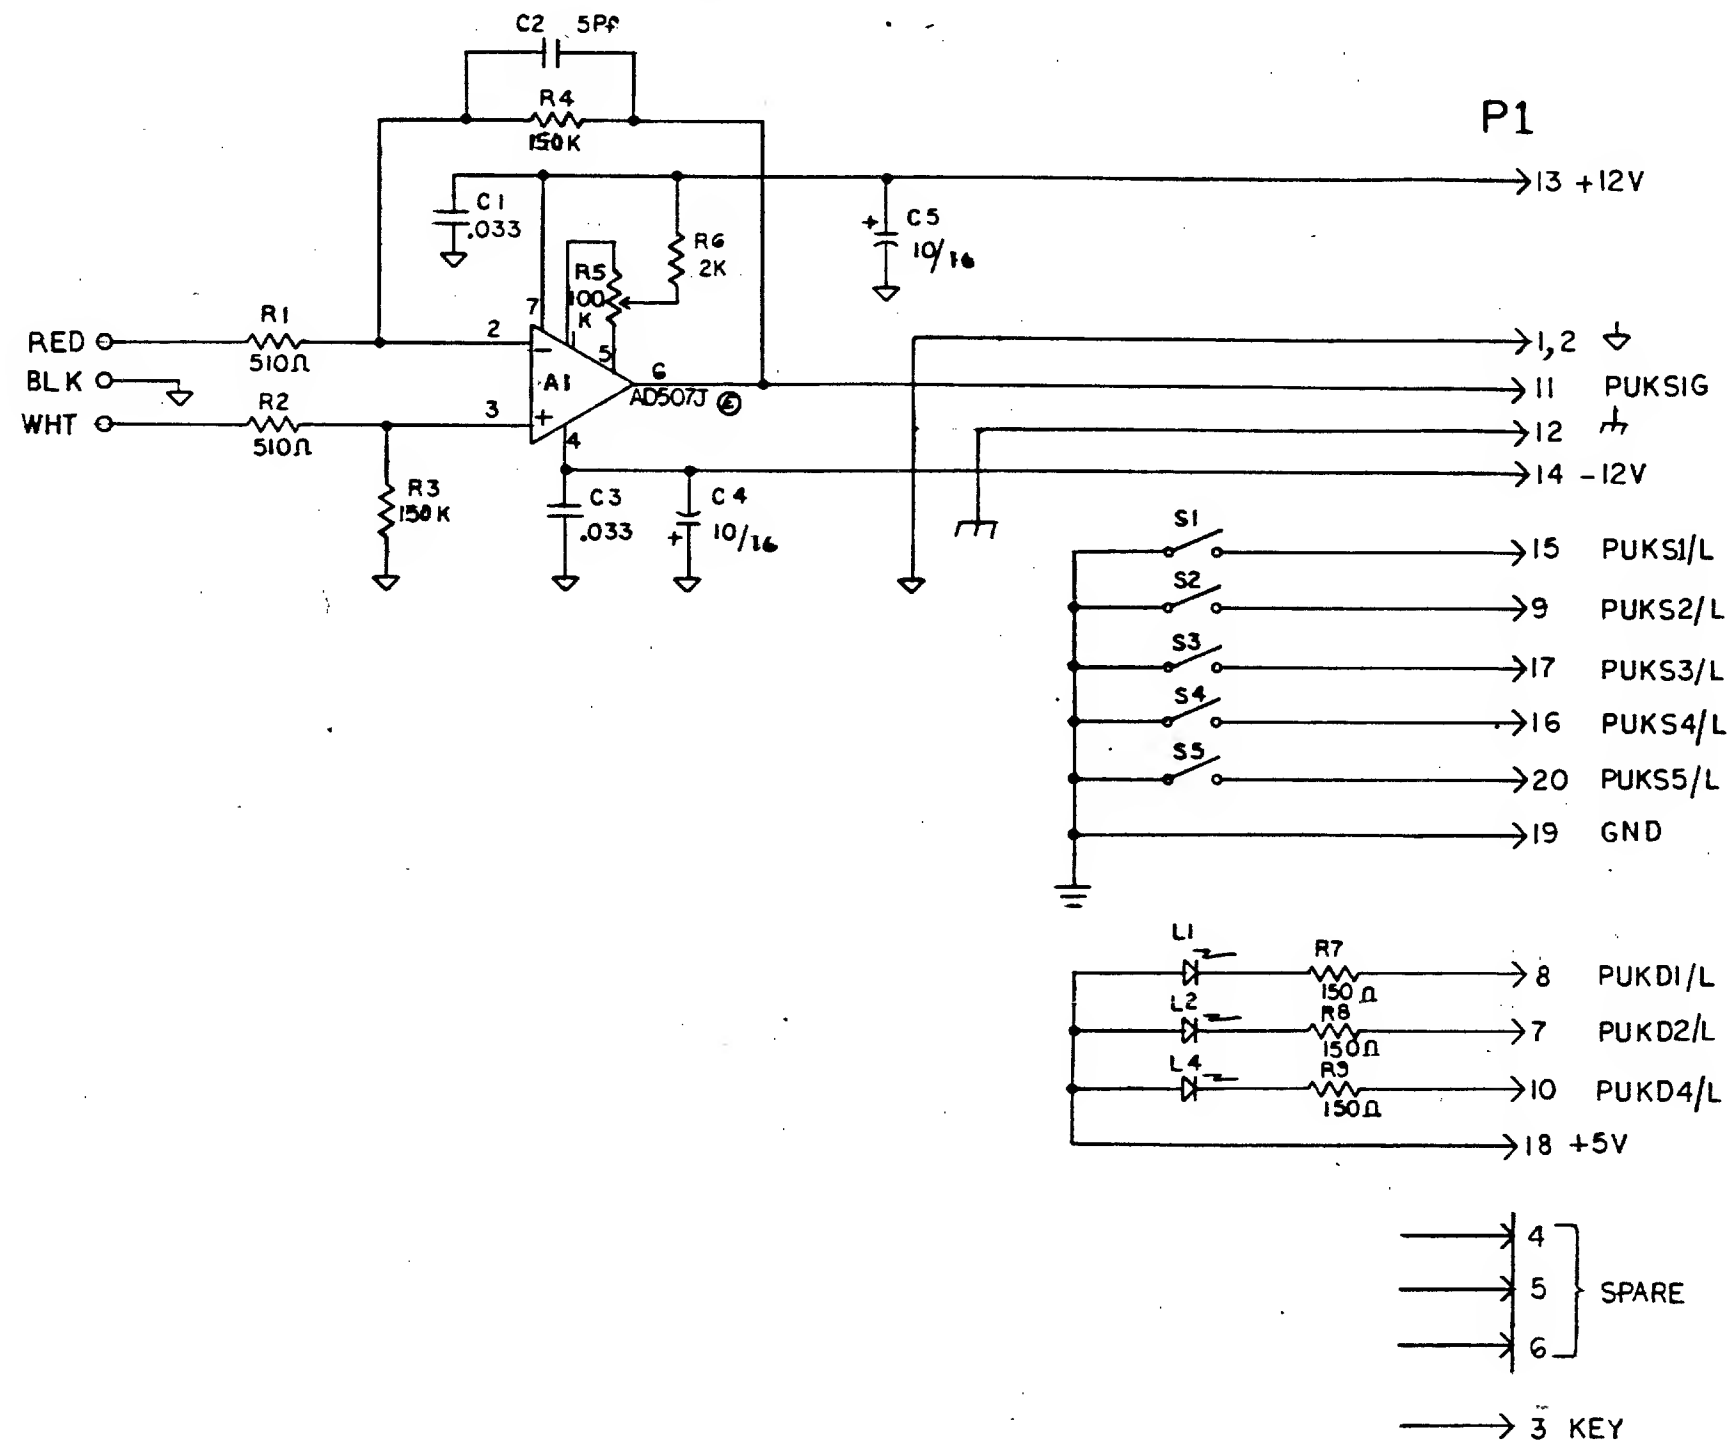 C2 5Pf
R4
150K
P1
13 +12V
C1
.033
C5
10/16
R6
2K
R5
100
K
7
1
5
RED
R1
510Ω
2
−
1,2
BLK
A1
6
AD507J E
11 PUKSIG
WHT
R2
510Ω
3
+
4
12
14 -12V
R3
150K
C3
.033
C4
10/16
+
+
S1
15 PUKS1/L
S2
9 PUKS2/L
S3
17 PUKS3/L
S4
16 PUKS4/L
S5
20 PUKS5/L
19 GND
L1
R7
150Ω
8 PUKD1/L
L2
R8
150Ω
7 PUKD2/L
L4
R9
150Ω
10 PUKD4/L
18 +5V
4
5
6
SPARE
3 KEY